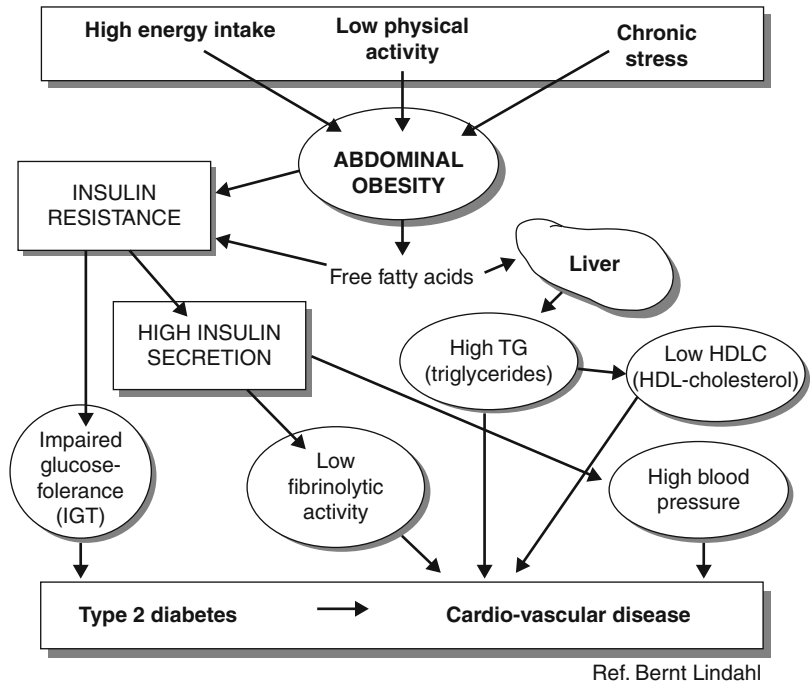 High energy intake
Low physical
activity
Chronic
stress
ABDOMINAL
OBESITY
INSULIN
RESISTANCE
Free fatty acids
Liver
HIGH INSULIN
SECRETION
High TG
(triglycerides)
Low HDLC
(HDL-cholesterol)
Impaired
glucose-
folerance
(IGT)
Low
fibrinolytic
activity
High blood
pressure
Type 2 diabetes
Cardio-vascular disease
Ref. Bernt Lindahl